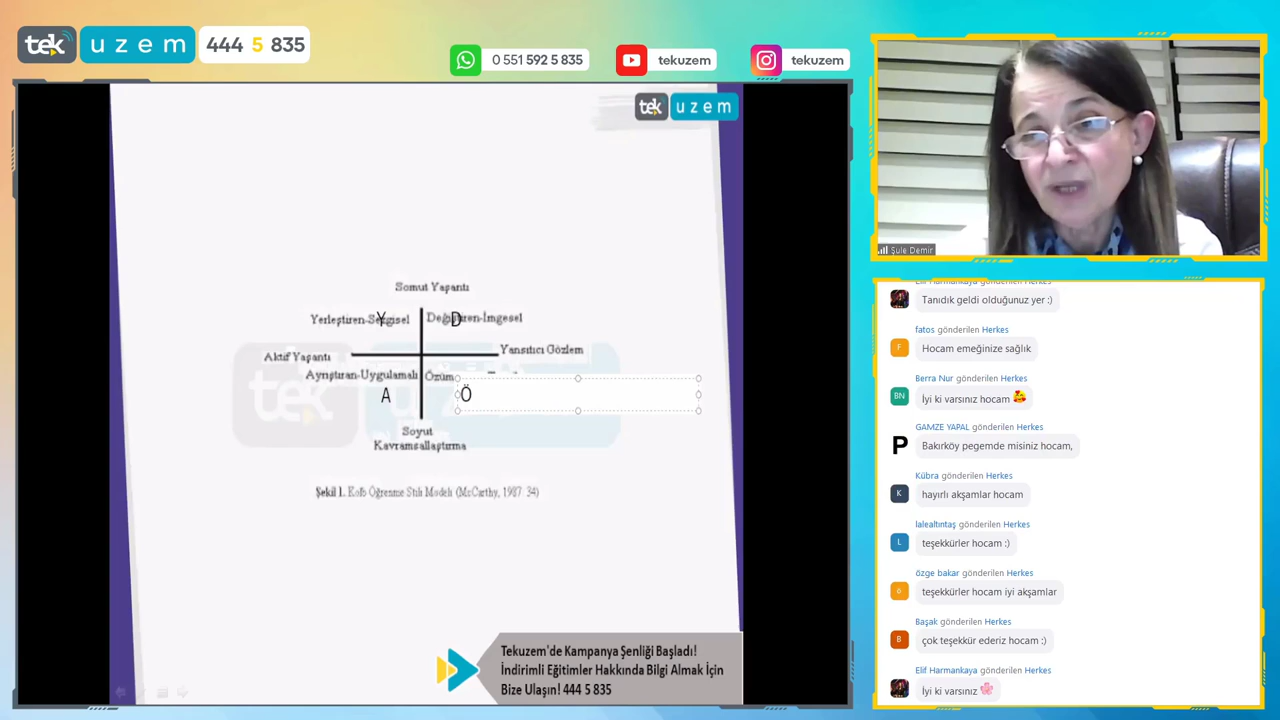 tek uzem 444 5 835
0 551 592 5 835
tekuzem
tekuzem
tek uzem
Somut Yaşantı
Yerleştiren-Sezgisel
Y
Değiştiren-İmgesel
D
Aktif Yaşantı
Yansıtıcı Gözlem
Ayrıştıran-Uygulamalı
Özüm
A
Ö
Soyut
Kavramsallaştırma
Şekil 1. Kolb Öğrenme Stili Modeli (McCarthy, 1987: 34)
Tekuzem'de Kampanya Şenliği Başladı!
İndirimli Eğitimler Hakkında Bilgi Almak İçin
Bize Ulaşın! 444 5 835
Şule Demir
Elif Harmankaya gönderilen Herkes
Tanıdık geldi olduğunuz yer :)
fatos gönderilen Herkes
F
Hocam emeğinize sağlık
Berra Nur gönderilen Herkes
BN
İyi ki varsınız hocam 🥰
GAMZE YAPAL gönderilen Herkes
P
Bakırköy pegemde misiniz hocam,
Kübra gönderilen Herkes
K
hayırlı akşamlar hocam
lalealtıntaş gönderilen Herkes
L
teşekkürler hocam :)
özge bakar gönderilen Herkes
ö
teşekkürler hocam iyi akşamlar
Başak gönderilen Herkes
B
çok teşekkür ederiz hocam :)
Elif Harmankaya gönderilen Herkes
İyi ki varsınız 🌸